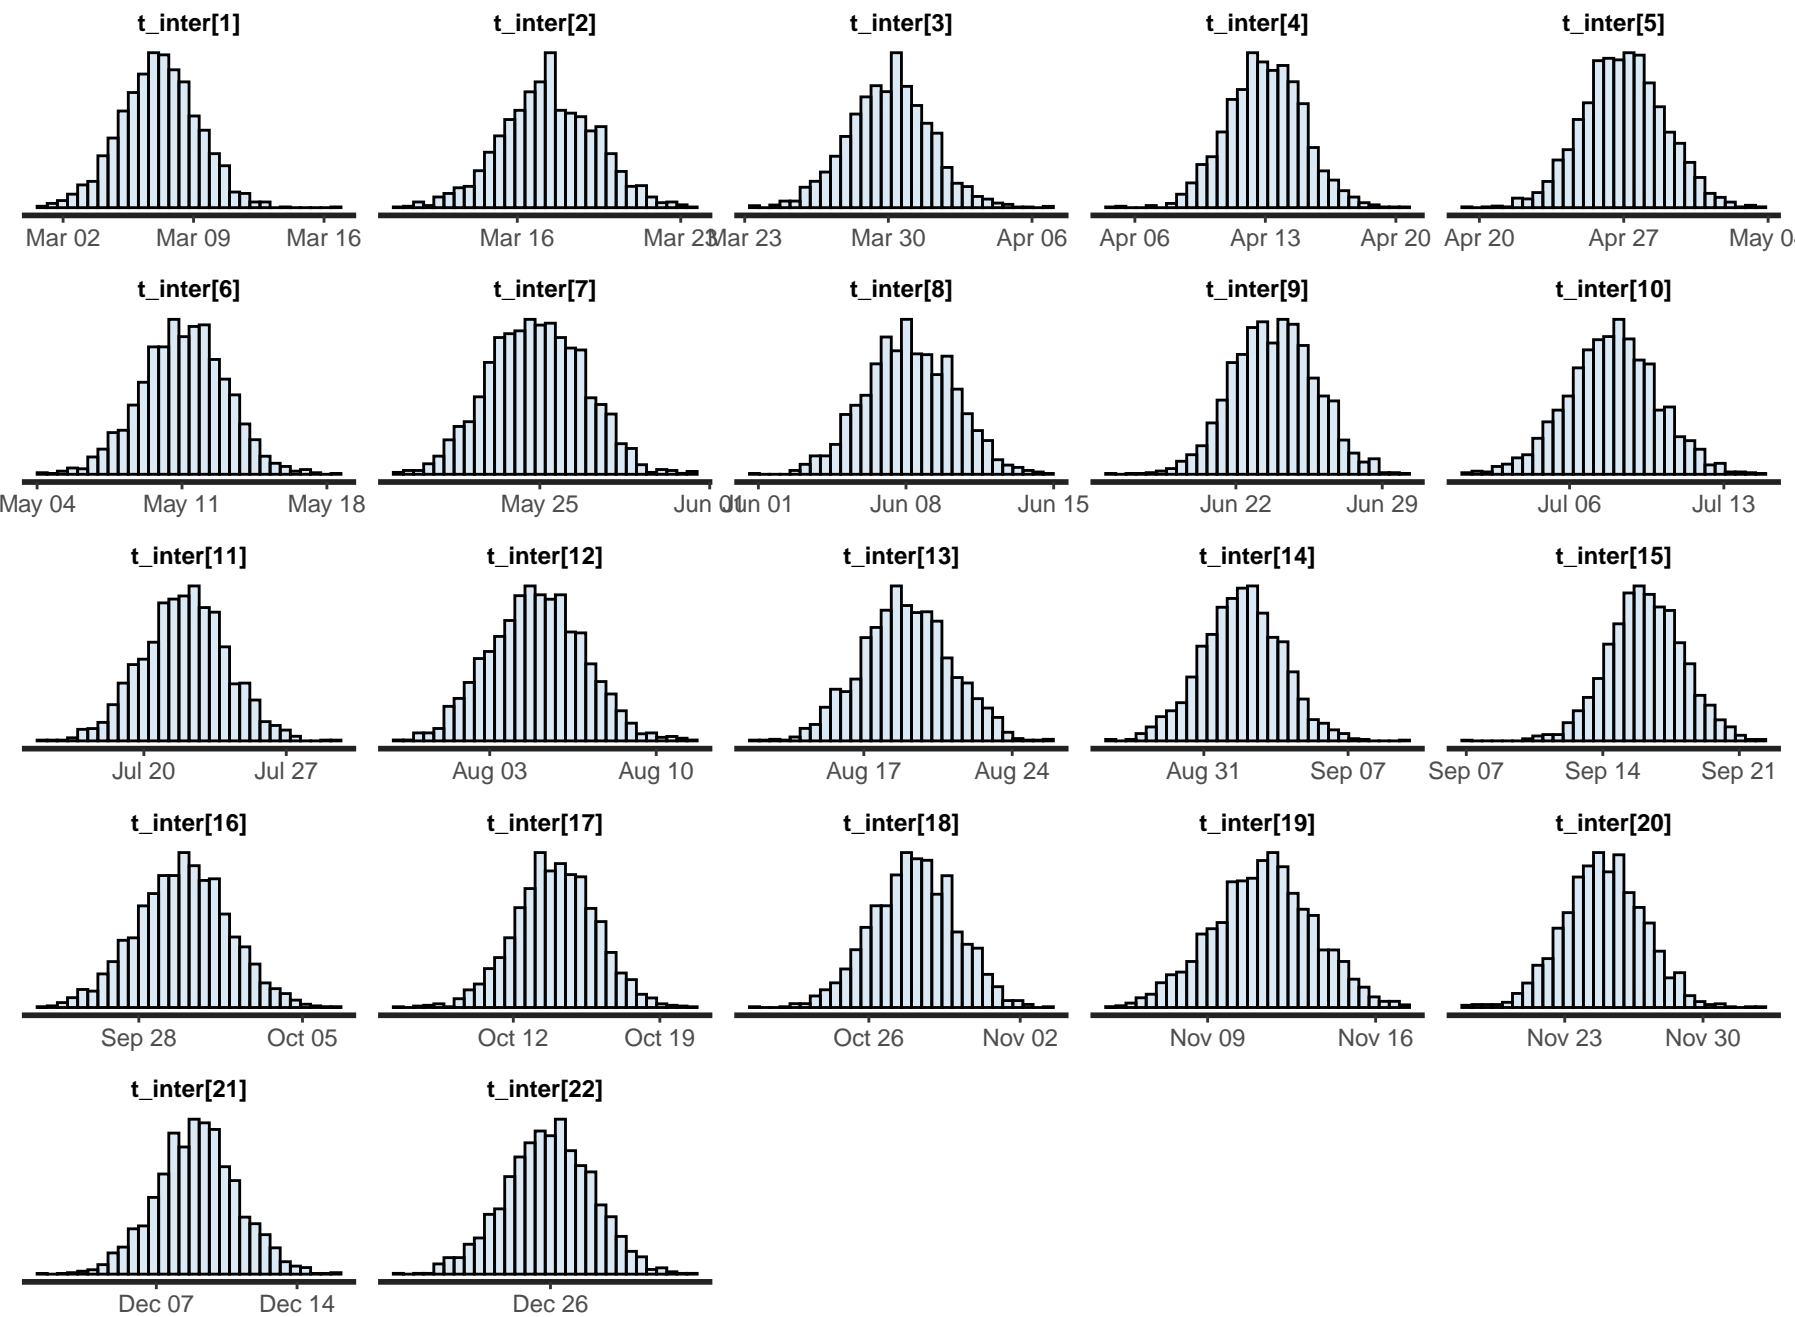 t_inter[1] t_inter[2] t_inter[3] t_inter[4] t_inter[5]
Mar 02 Mar 09 Mar 16 Mar 16 Mar 23 Mar 23 Mar 30 Apr 06 Apr 06 Apr 13 Apr 20 Apr 20 Apr 27 May 04
t_inter[6] t_inter[7] t_inter[8] t_inter[9] t_inter[10]
May 04 May 11 May 18 May 25 Jun 01 Jun 01 Jun 08 Jun 15 Jun 22 Jun 29 Jul 06 Jul 13
t_inter[11] t_inter[12] t_inter[13] t_inter[14] t_inter[15]
Jul 20 Jul 27 Aug 03 Aug 10 Aug 17 Aug 24 Aug 31 Sep 07 Sep 07 Sep 14 Sep 21
t_inter[16] t_inter[17] t_inter[18] t_inter[19] t_inter[20]
Sep 28 Oct 05 Oct 12 Oct 19 Oct 26 Nov 02 Nov 09 Nov 16 Nov 23 Nov 30
t_inter[21] t_inter[22]
Dec 07 Dec 14 Dec 26